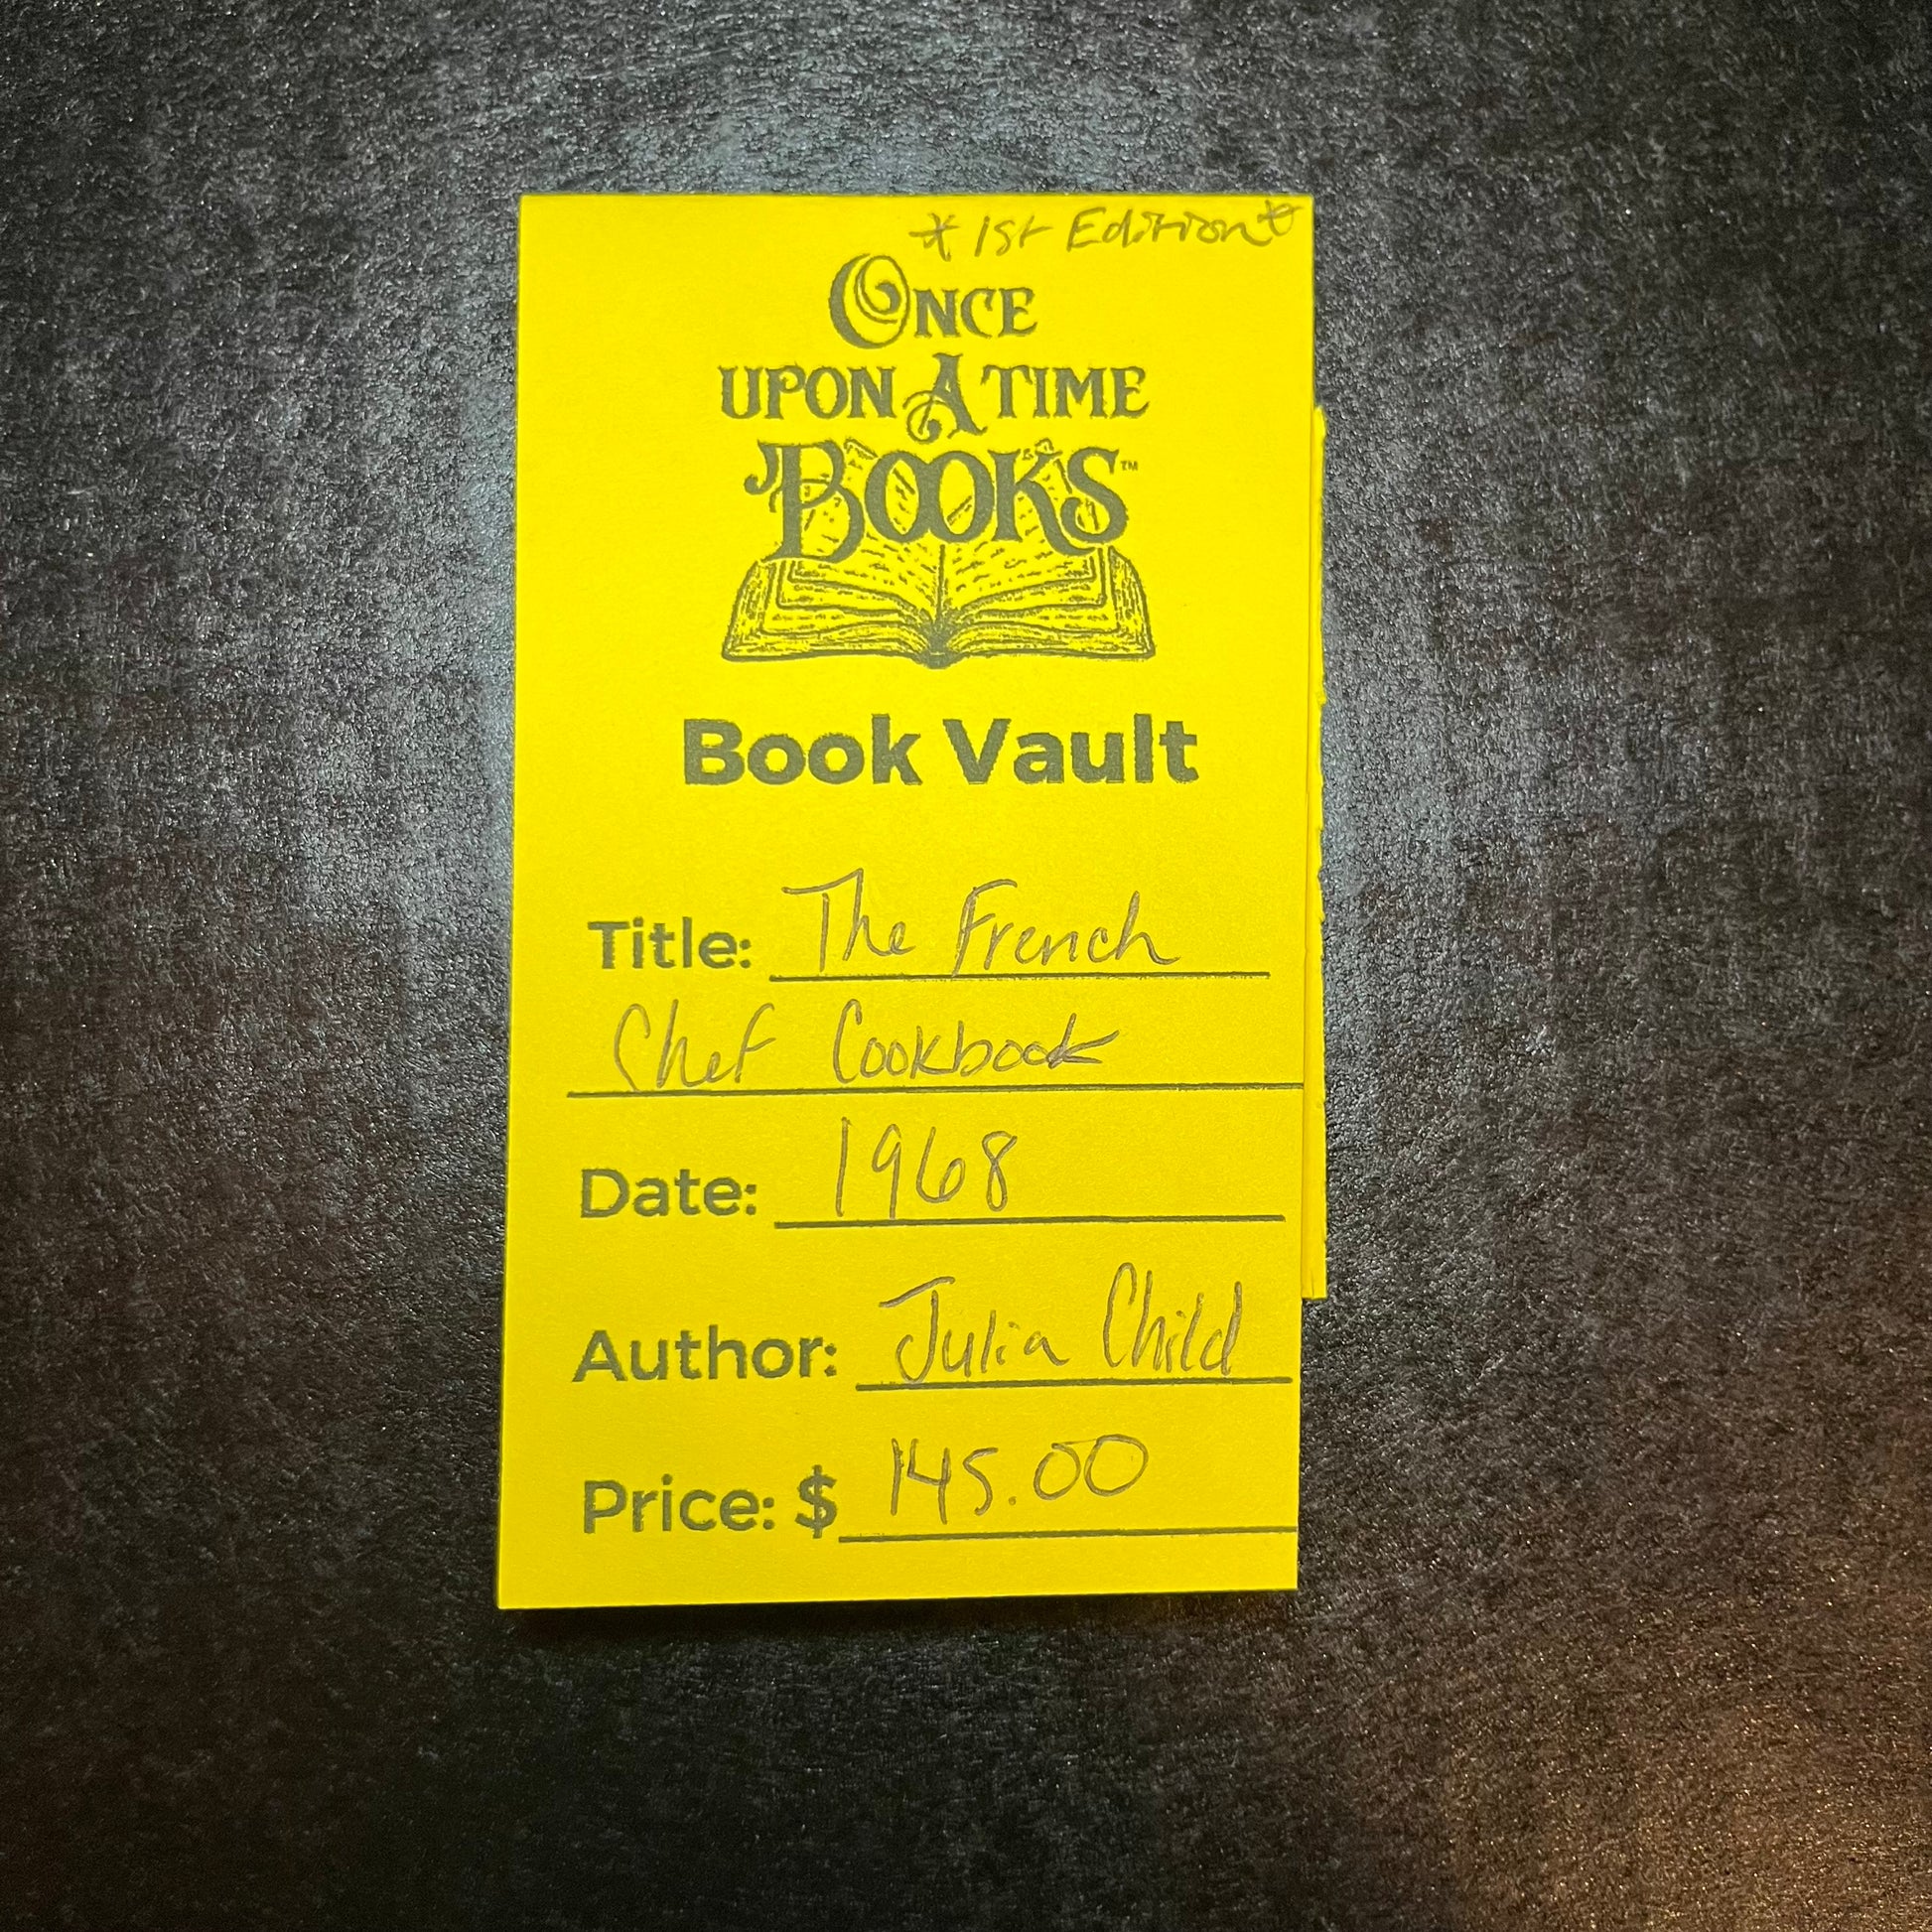 *1st Edition*
ONCE
UPON A TIME
BOOKS™
Book Vault
Title: The French
Chef Cookbook
Date: 1968
Author: Julia Child
Price: $ 145.00